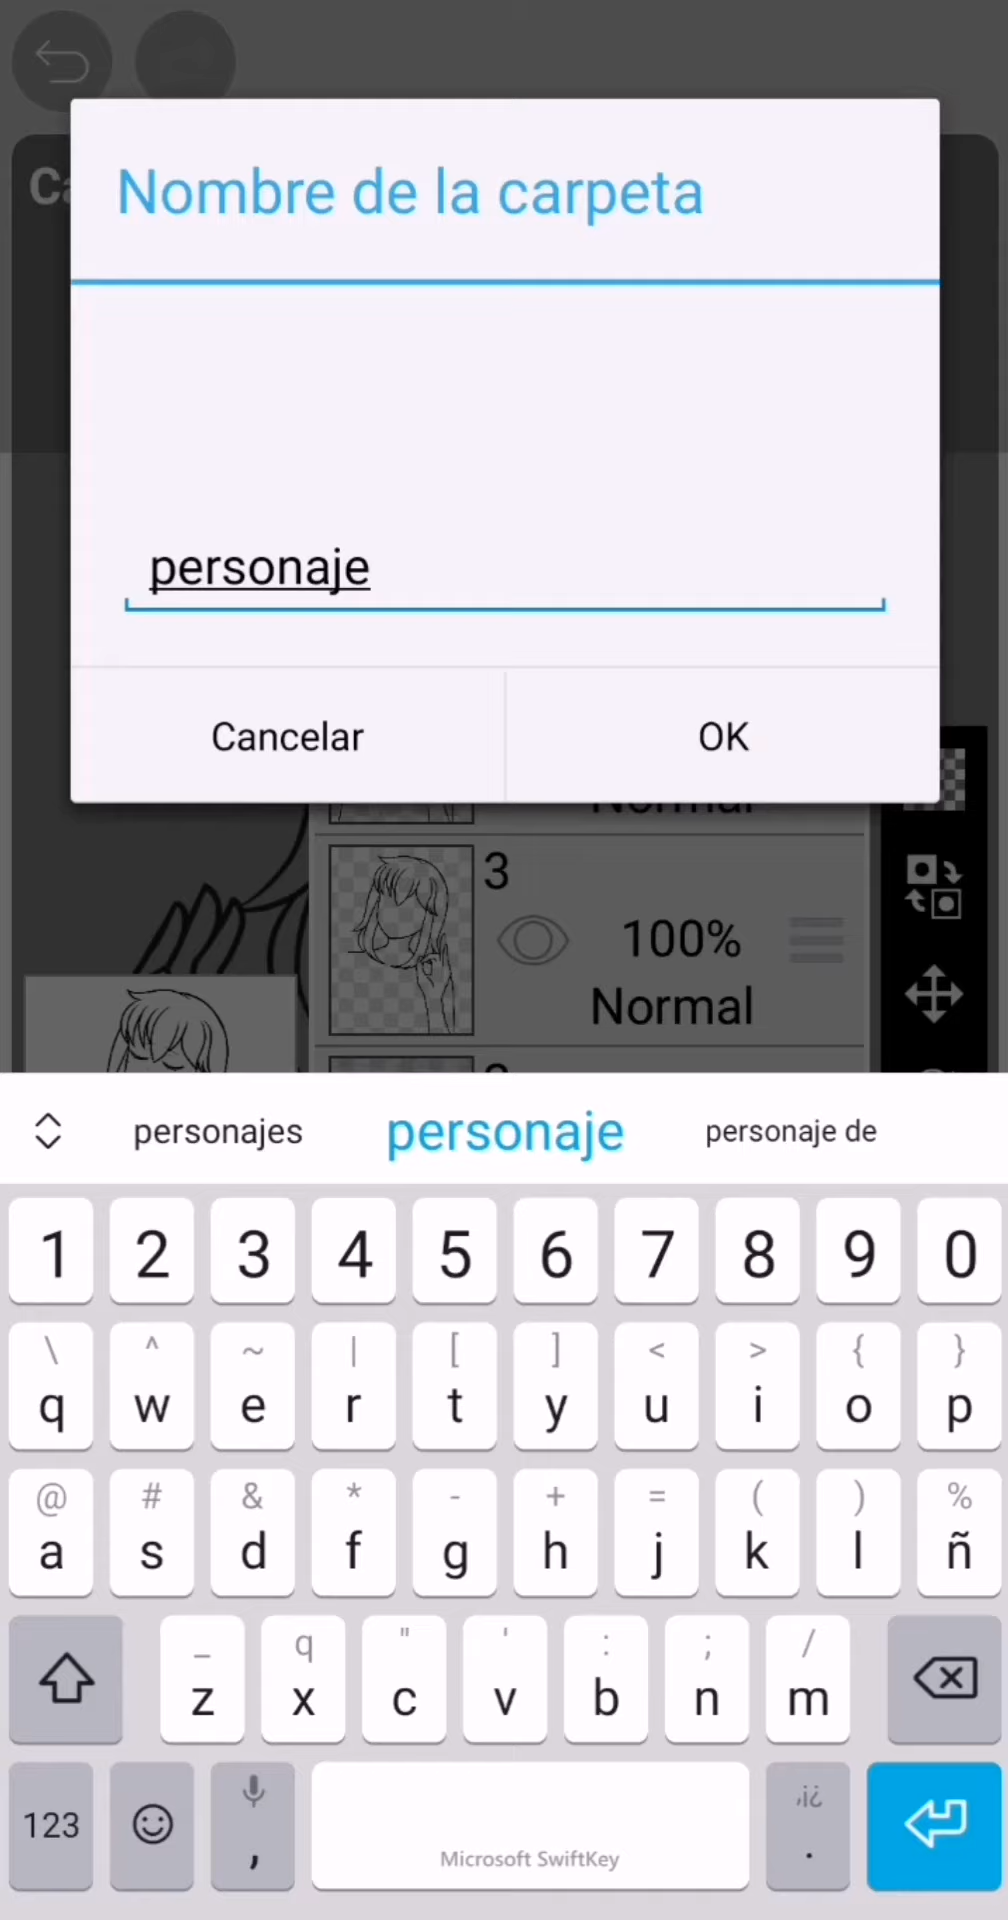 Nombre de la carpeta
personaje
Cancelar OK
Normal
3
100%
Normal
personajes personaje personaje de
1 2 3 4 5 6 7 8 9 0
\ ^ ~ | [ ] < > { }
q w e r t y u i o p
@ # & * - + = ( ) %
a s d f g h j k l ñ
_ q " ' : ; /
z x c v b n m
123 , .
Microsoft SwiftKey